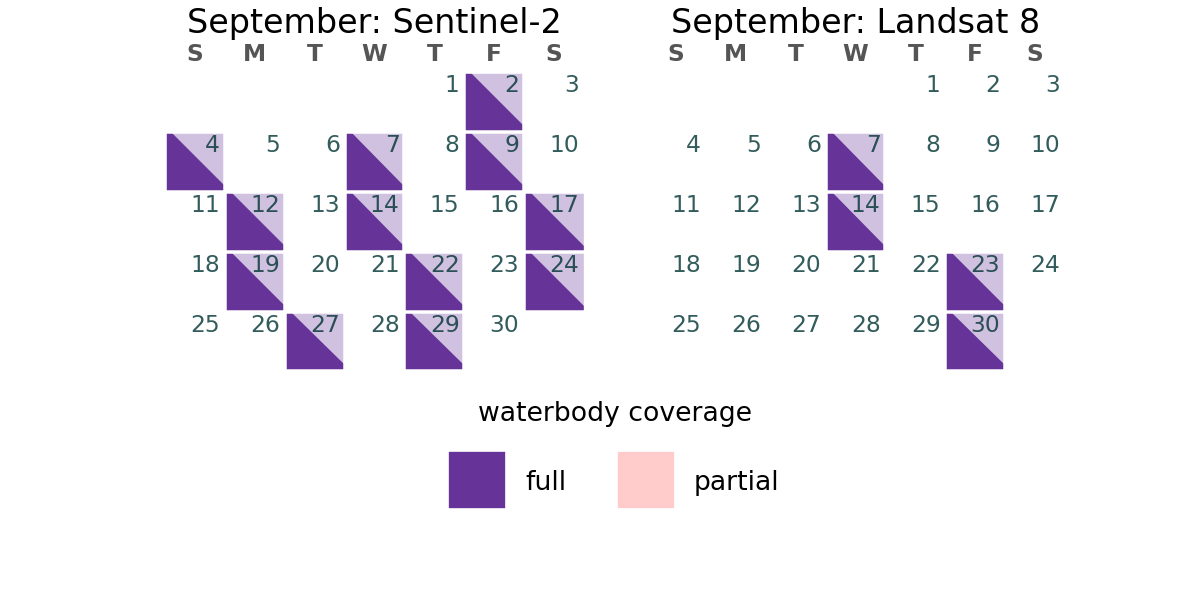 September: Sentinel-2
S M T W T F S
1 2 3
4 5 6 7 8 9 10
11 12 13 14 15 16 17
18 19 20 21 22 23 24
25 26 27 28 29 30
September: Landsat 8
S M T W T F S
1 2 3
4 5 6 7 8 9 10
11 12 13 14 15 16 17
18 19 20 21 22 23 24
25 26 27 28 29 30
waterbody coverage
full
partial